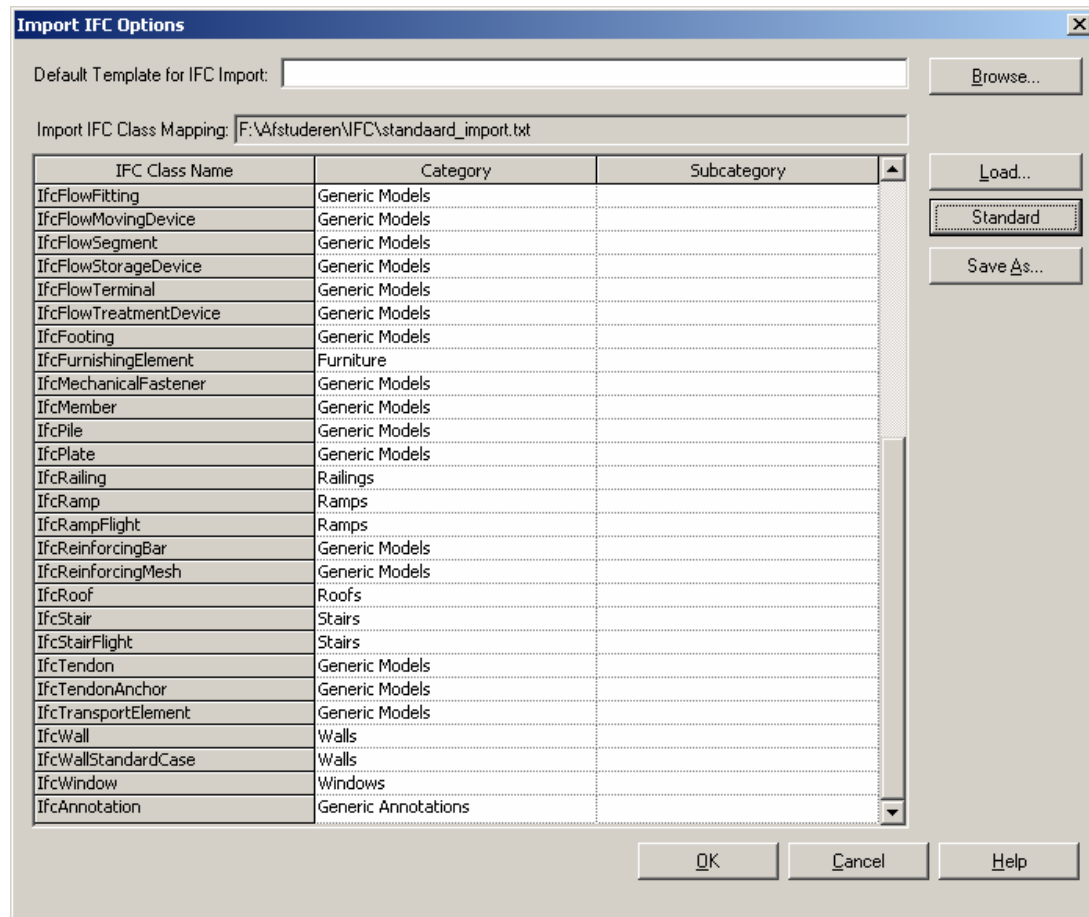 Import IFC Options
Default Template for IFC Import:
Browse...
Import IFC Class Mapping: F:\Afstuderen\IFC\standaard_import.txt
IFC Class Name Category Subcategory
Load...
Standard
Save As...
IfcFlowFitting Generic Models
IfcFlowMovingDevice Generic Models
IfcFlowSegment Generic Models
IfcFlowStorageDevice Generic Models
IfcFlowTerminal Generic Models
IfcFlowTreatmentDevice Generic Models
IfcFooting Generic Models
IfcFurnishingElement Furniture
IfcMechanicalFastener Generic Models
IfcMember Generic Models
IfcPile Generic Models
IfcPlate Generic Models
IfcRailing Railings
IfcRamp Ramps
IfcRampFlight Ramps
IfcReinforcingBar Generic Models
IfcReinforcingMesh Generic Models
IfcRoof Roofs
IfcStair Stairs
IfcStairFlight Stairs
IfcTendon Generic Models
IfcTendonAnchor Generic Models
IfcTransportElement Generic Models
IfcWall Walls
IfcWallStandardCase Walls
IfcWindow Windows
IfcAnnotation Generic Annotations
OK Cancel Help